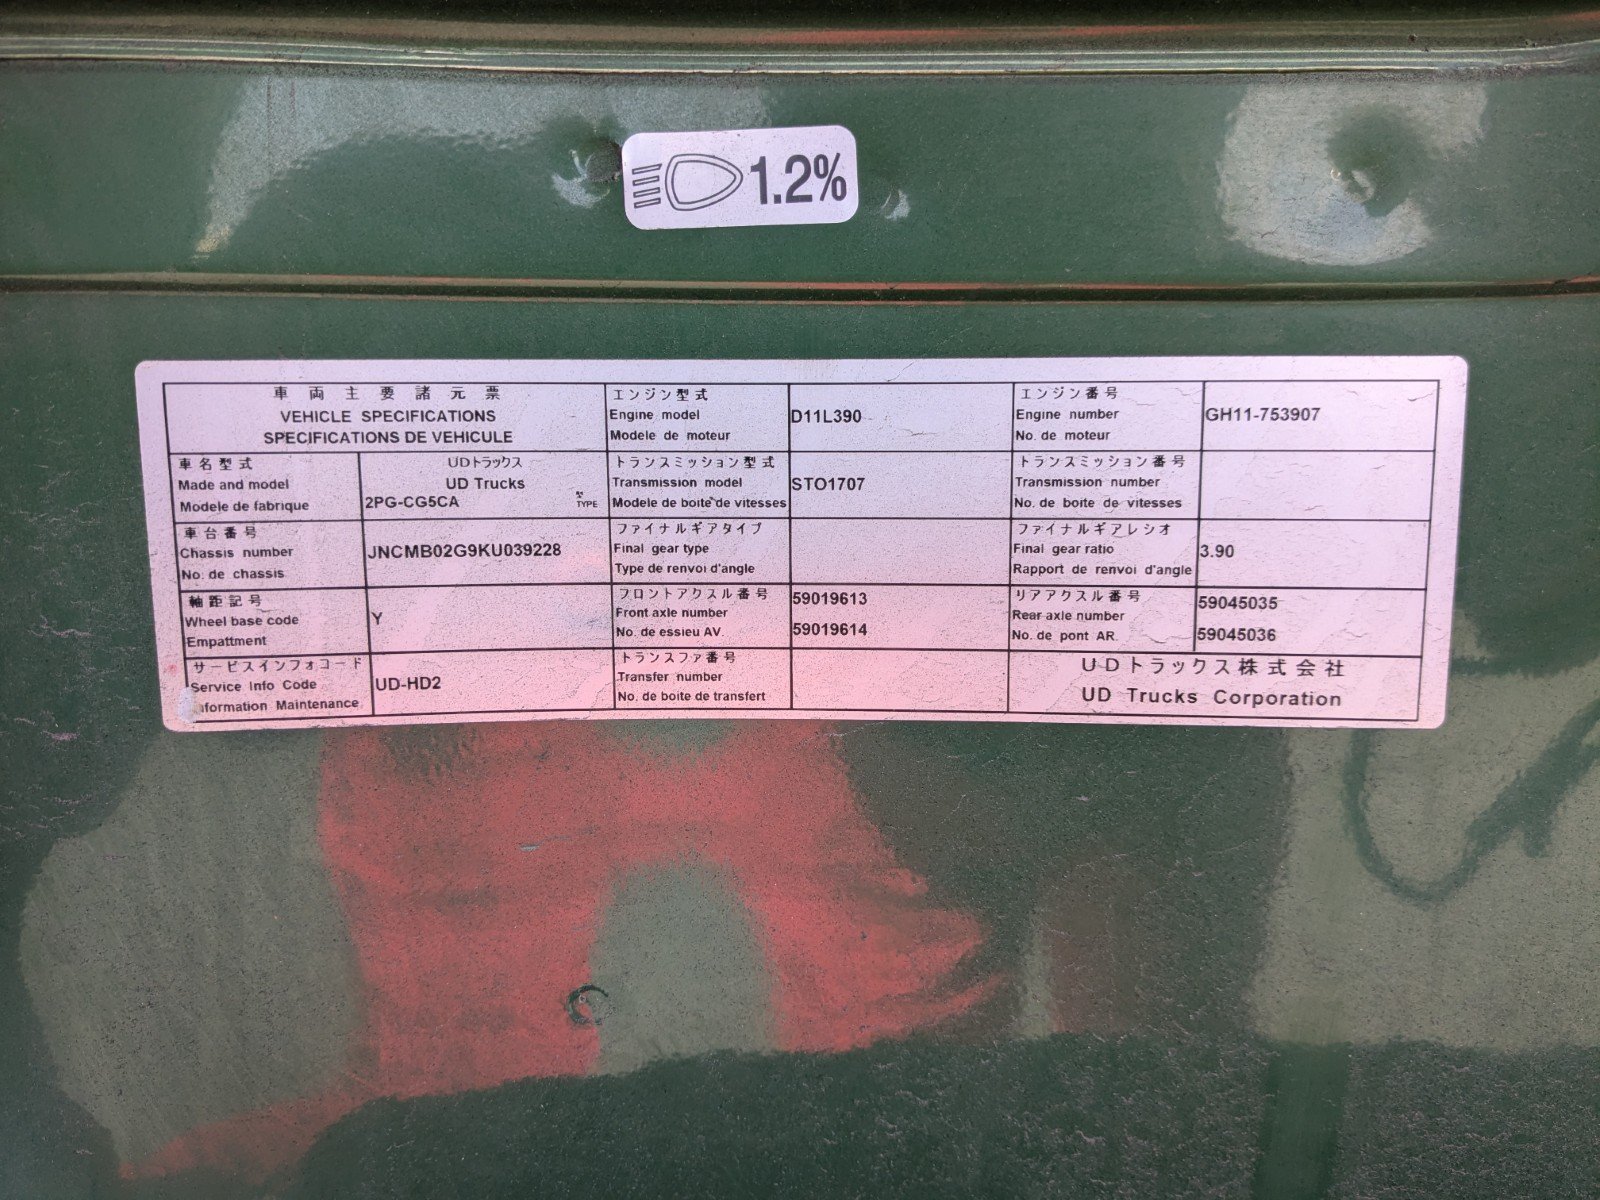 1.2%
車両主要諸元票
VEHICLE SPECIFICATIONS
SPECIFICATIONS DE VEHICULE
エンジン型式
Engine model
Modele de moteur
D11L390
エンジン番号
Engine number
No. de moteur
GH11-753907
車名型式
Made and model
Modele de fabrique
UDトラックス
UD Trucks
2PG-CG5CA
型
TYPE
トランスミッション型式
Transmission model
Modele de boite de vitesses
STO1707
トランスミッション番号
Transmission number
No. de boite de vitesses
車台番号
Chassis number
No. de chassis
JNCMB02G9KU039228
ファイナルギアタイプ
Final gear type
Type de renvoi d'angle
ファイナルギアレシオ
Final gear ratio
Rapport de renvoi d'angle
3.90
軸距記号
Wheel base code
Empattment
Y
フロントアクスル番号
Front axle number
No. de essieu AV.
59019613
59019614
リアアクスル番号
Rear axle number
No. de pont AR.
59045035
59045036
サービスインフォコード
Service Info Code
Information Maintenance
UD-HD2
トランスファ番号
Transfer number
No. de boite de transfert
UDトラックス株式会社
UD Trucks Corporation